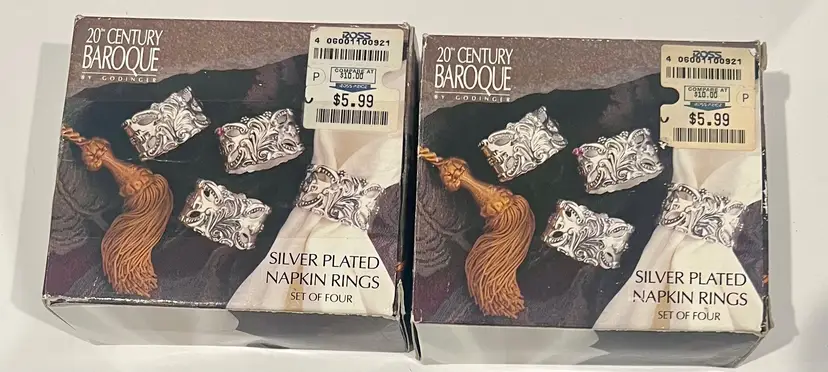 20TH CENTURY
BAROQUE
BY GODINGER
ROSS
4 06001100921
P
COMPARE AT
$10.00
ROSS PRICE
$5.99
SILVER PLATED
NAPKIN RINGS
SET OF FOUR
20TH CENTURY
BAROQUE
BY GODINGER
ROSS
4 06001100921
COMPARE AT
$10.00
P
$5.99
SILVER PLATED
NAPKIN RINGS
SET OF FOUR